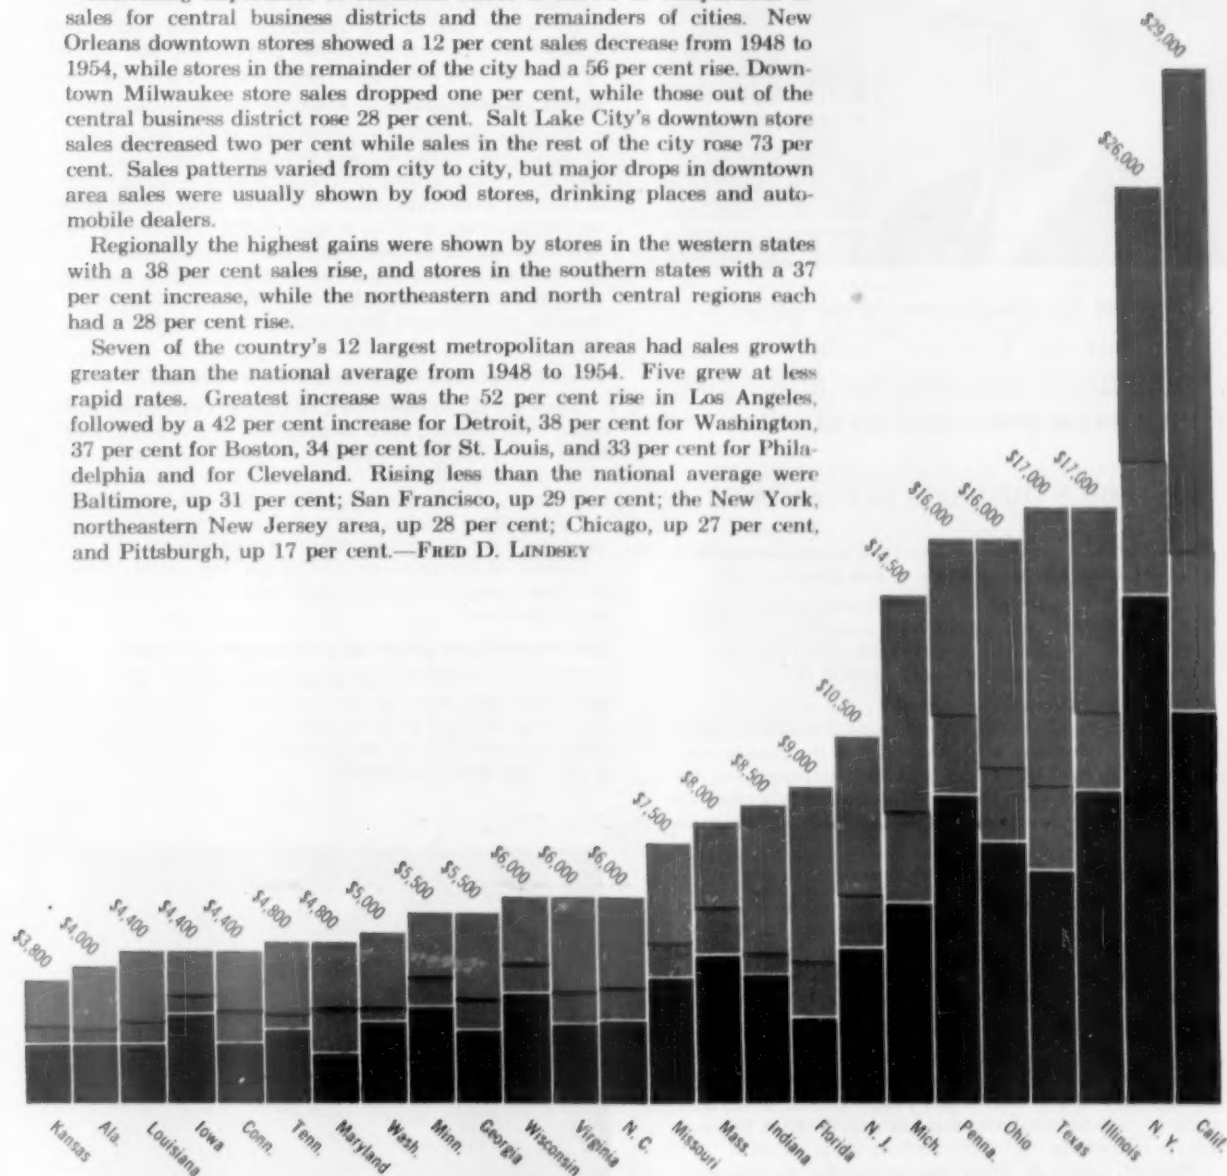 sales for central business districts and the remainders of cities. New
Orleans downtown stores showed a 12 per cent sales decrease from 1948 to
1954, while stores in the remainder of the city had a 56 per cent rise. Down-
town Milwaukee store sales dropped one per cent, while those out of the
central business district rose 28 per cent. Salt Lake City's downtown store
sales decreased two per cent while sales in the rest of the city rose 73 per
cent. Sales patterns varied from city to city, but major drops in downtown
area sales were usually shown by food stores, drinking places and auto-
mobile dealers.
Regionally the highest gains were shown by stores in the western states
with a 38 per cent sales rise, and stores in the southern states with a 37
per cent increase, while the northeastern and north central regions each
had a 28 per cent rise.
Seven of the country's 12 largest metropolitan areas had sales growth
greater than the national average from 1948 to 1954. Five grew at less
rapid rates. Greatest increase was the 52 per cent rise in Los Angeles,
followed by a 42 per cent increase for Detroit, 38 per cent for Washington,
37 per cent for Boston, 34 per cent for St. Louis, and 33 per cent for Phila-
delphia and for Cleveland. Rising less than the national average were
Baltimore, up 31 per cent; San Francisco, up 29 per cent; the New York,
northeastern New Jersey area, up 28 per cent; Chicago, up 27 per cent,
and Pittsburgh, up 17 per cent.—FRED D. LINDSEY
$3,800
$4,000
$4,400
$4,400
$4,400
$4,800
$4,800
$5,000
$5,500
$5,500
$6,000
$6,000
$6,000
$7,500
$8,000
$8,500
$9,000
$10,500
$14,500
$16,000
$16,000
$17,000
$17,000
$26,000
$29,000
Kansas
Ala.
Louisiana
Iowa
Conn.
Tenn.
Maryland
Wash.
Minn.
Georgia
Wisconsin
Virginia
N. C.
Missouri
Mass.
Indiana
Florida
N. J.
Mich.
Penna.
Ohio
Texas
Illinois
N. Y.
Calif.